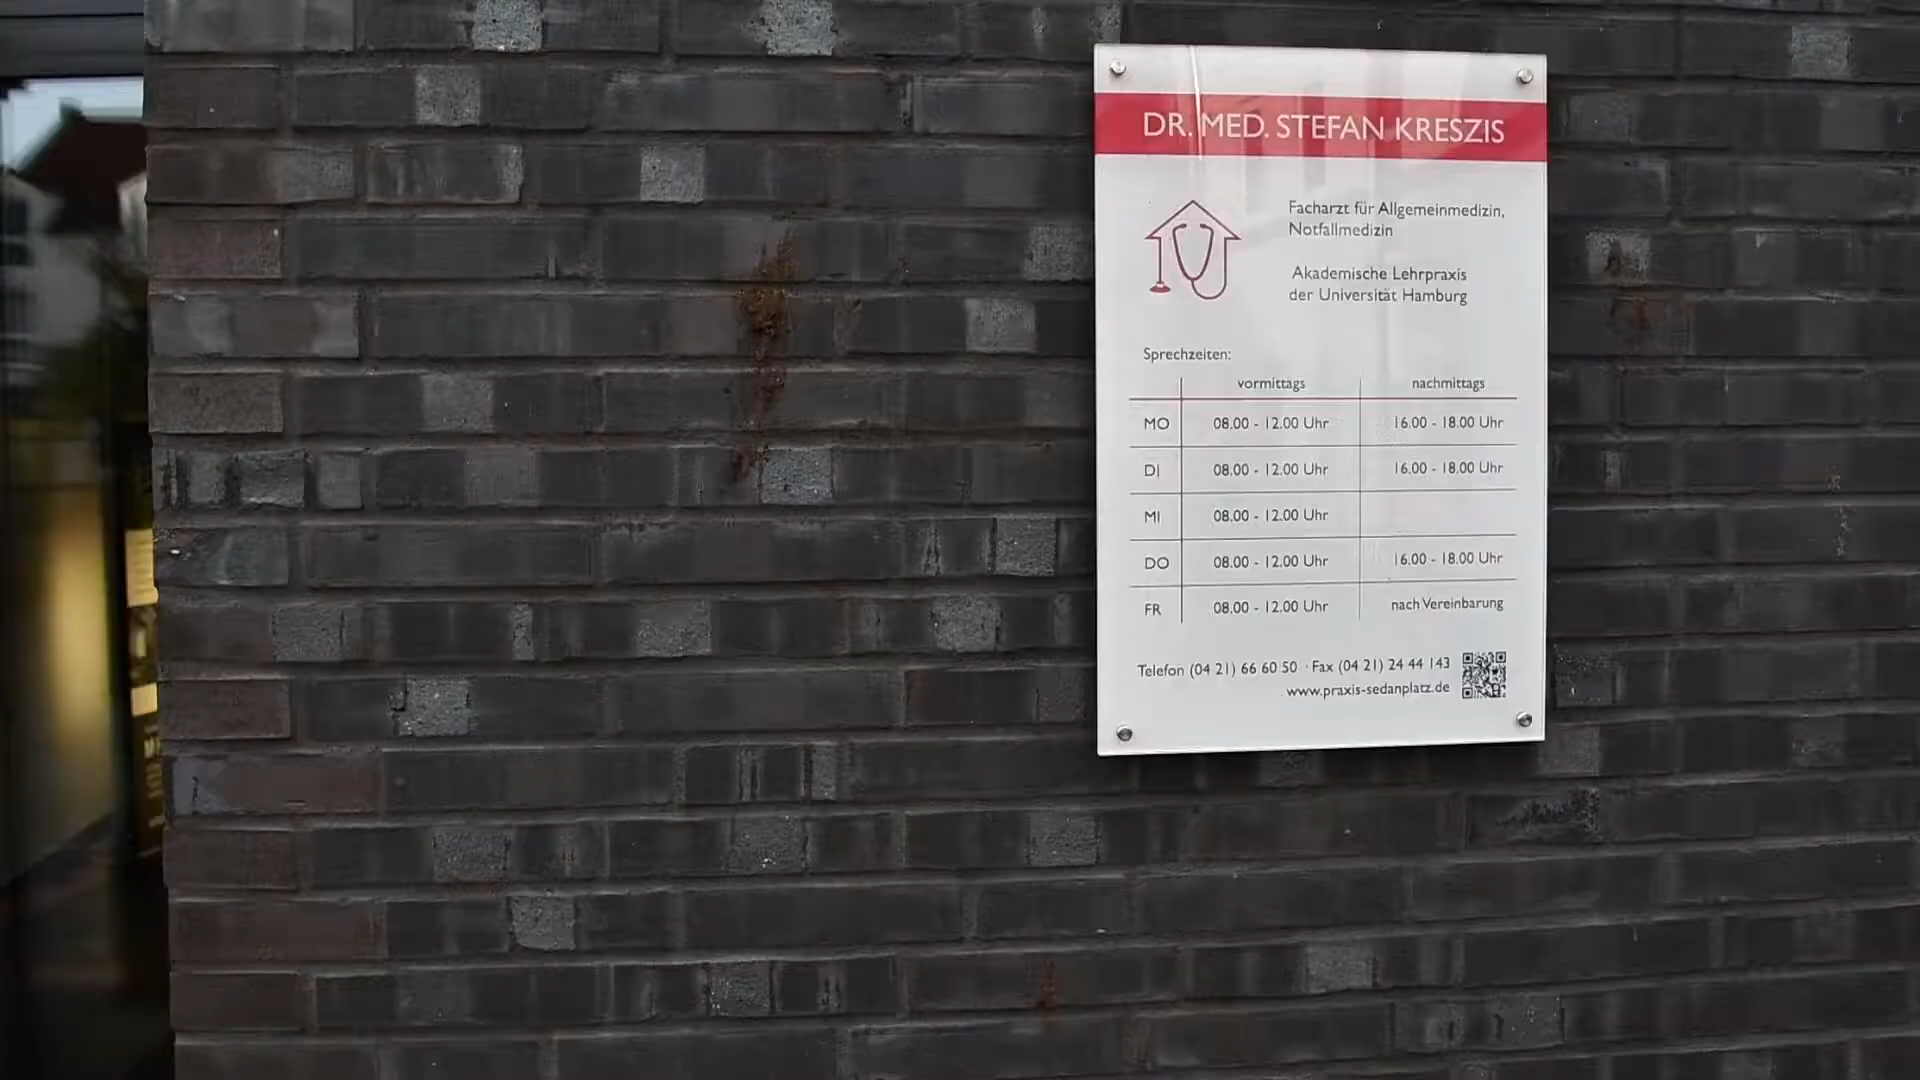 DR. MED. STEFAN KRESZIS
Facharzt für Allgemeinmedizin,
Notfallmedizin
Akademische Lehrpraxis
der Universität Hamburg
Sprechzeiten:
vormittags nachmittags
MO 08.00 - 12.00 Uhr 16.00 - 18.00 Uhr
DI 08.00 - 12.00 Uhr 16.00 - 18.00 Uhr
MI 08.00 - 12.00 Uhr
DO 08.00 - 12.00 Uhr 16.00 - 18.00 Uhr
FR 08.00 - 12.00 Uhr nach Vereinbarung
Telefon (04 21) 66 60 50 · Fax (04 21) 24 44 143
www.praxis-sedanplatz.de